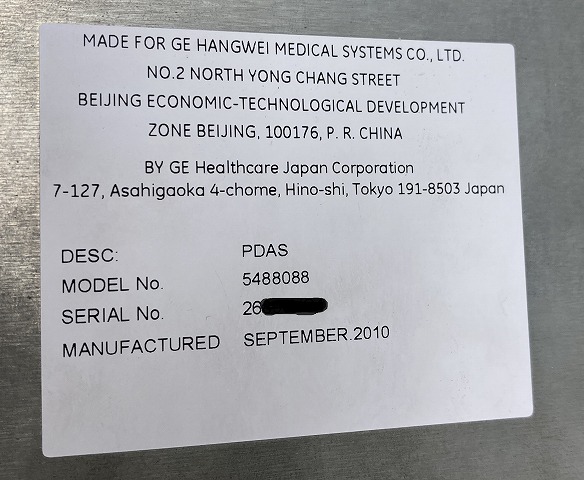 MADE FOR GE HANGWEI MEDICAL SYSTEMS CO., LTD.
NO.2 NORTH YONG CHANG STREET
BEIJING ECONOMIC-TECHNOLOGICAL DEVELOPMENT
ZONE BEIJING, 100176, P. R. CHINA
BY GE Healthcare Japan Corporation
7-127, Asahigaoka 4-chome, Hino-shi, Tokyo 191-8503 Japan
DESC: PDAS
MODEL No. 5488088
SERIAL No. 26
MANUFACTURED SEPTEMBER.2010